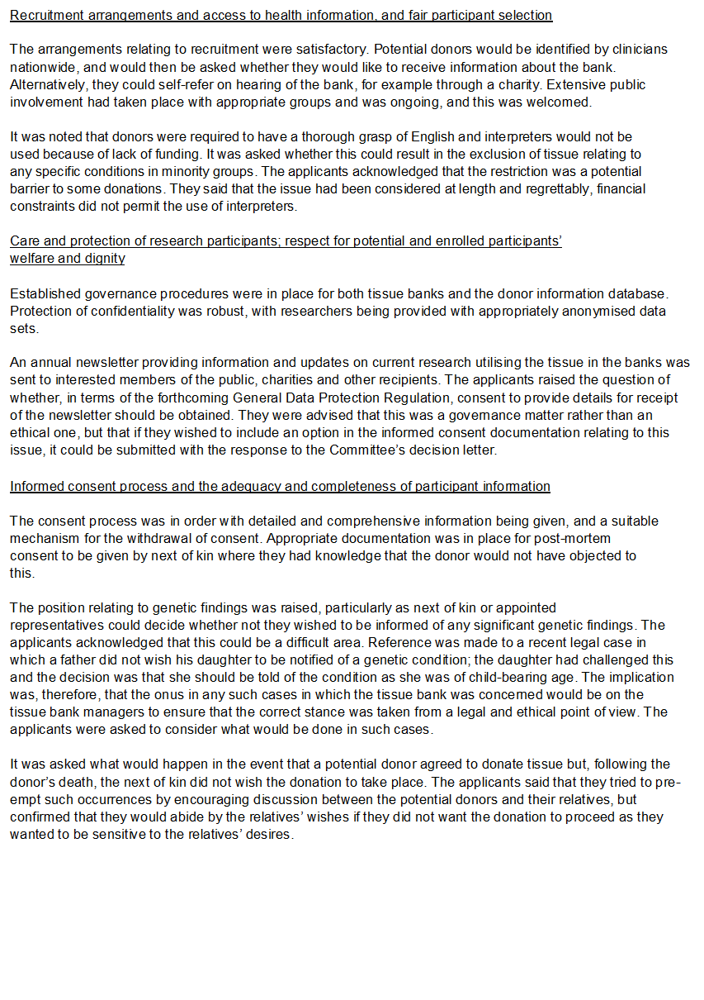 Recruitment arrangements and access to health information, and fair participant selection
The arrangements relating to recruitment were satisfactory. Potential donors would be identified by clinicians
nationwide, and would then be asked whether they would like to receive information about the bank.
Alternatively, they could self-refer on hearing of the bank, for example through a charity. Extensive public
involvement had taken place with appropriate groups and was ongoing, and this was welcomed.
It was noted that donors were required to have a thorough grasp of English and interpreters would not be
used because of lack of funding. It was asked whether this could result in the exclusion of tissue relating to
any specific conditions in minority groups. The applicants acknowledged that the restriction was a potential
barrier to some donations. They said that the issue had been considered at length and regrettably, financial
constraints did not permit the use of interpreters.
Care and protection of research participants; respect for potential and enrolled participants’
welfare and dignity
Established governance procedures were in place for both tissue banks and the donor information database.
Protection of confidentiality was robust, with researchers being provided with appropriately anonymised data
sets.
An annual newsletter providing information and updates on current research utilising the tissue in the banks was
sent to interested members of the public, charities and other recipients. The applicants raised the question of
whether, in terms of the forthcoming General Data Protection Regulation, consent to provide details for receipt
of the newsletter should be obtained. They were advised that this was a governance matter rather than an
ethical one, but that if they wished to include an option in the informed consent documentation relating to this
issue, it could be submitted with the response to the Committee’s decision letter.
Informed consent process and the adequacy and completeness of participant information
The consent process was in order with detailed and comprehensive information being given, and a suitable
mechanism for the withdrawal of consent. Appropriate documentation was in place for post-mortem
consent to be given by next of kin where they had knowledge that the donor would not have objected to
this.
The position relating to genetic findings was raised, particularly as next of kin or appointed
representatives could decide whether not they wished to be informed of any significant genetic findings. The
applicants acknowledged that this could be a difficult area. Reference was made to a recent legal case in
which a father did not wish his daughter to be notified of a genetic condition; the daughter had challenged this
and the decision was that she should be told of the condition as she was of child-bearing age. The implication
was, therefore, that the onus in any such cases in which the tissue bank was concerned would be on the
tissue bank managers to ensure that the correct stance was taken from a legal and ethical point of view. The
applicants were asked to consider what would be done in such cases.
It was asked what would happen in the event that a potential donor agreed to donate tissue but, following the
donor’s death, the next of kin did not wish the donation to take place. The applicants said that they tried to pre-
empt such occurrences by encouraging discussion between the potential donors and their relatives, but
confirmed that they would abide by the relatives’ wishes if they did not want the donation to proceed as they
wanted to be sensitive to the relatives’ desires.